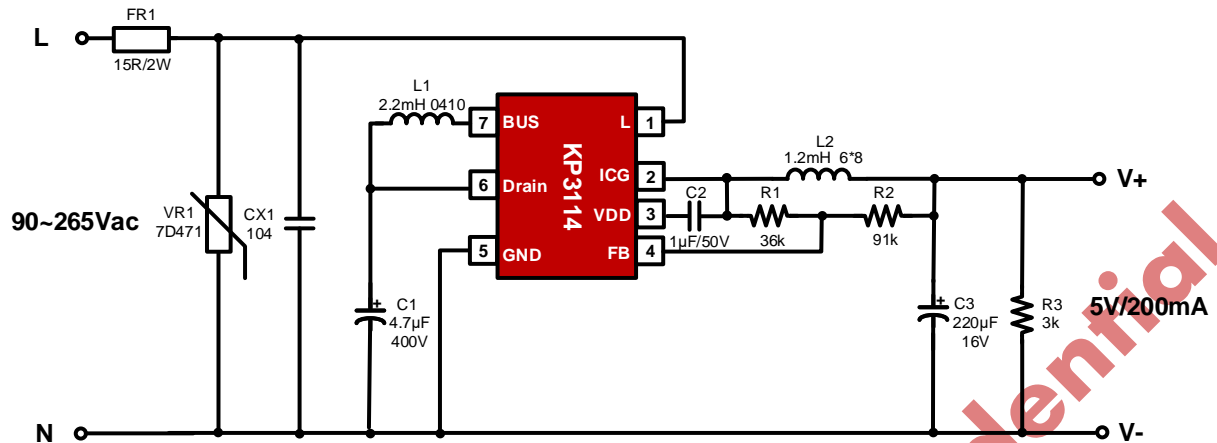 FR1
L
15R/2W
L1
2.2mH 0410
7
BUS
L
1
L2
1.2mH 6*8
KP3114
6
Drain
ICG
2
V+
C2
R1
R2
90~265Vac
VR1
7D471
CX1
104
VDD
3
1μF/50V
36k
91k
5
GND
FB
4
C1
4.7μF
400V
C3
220μF
16V
R3
3k
5V/200mA
N
V-
dential